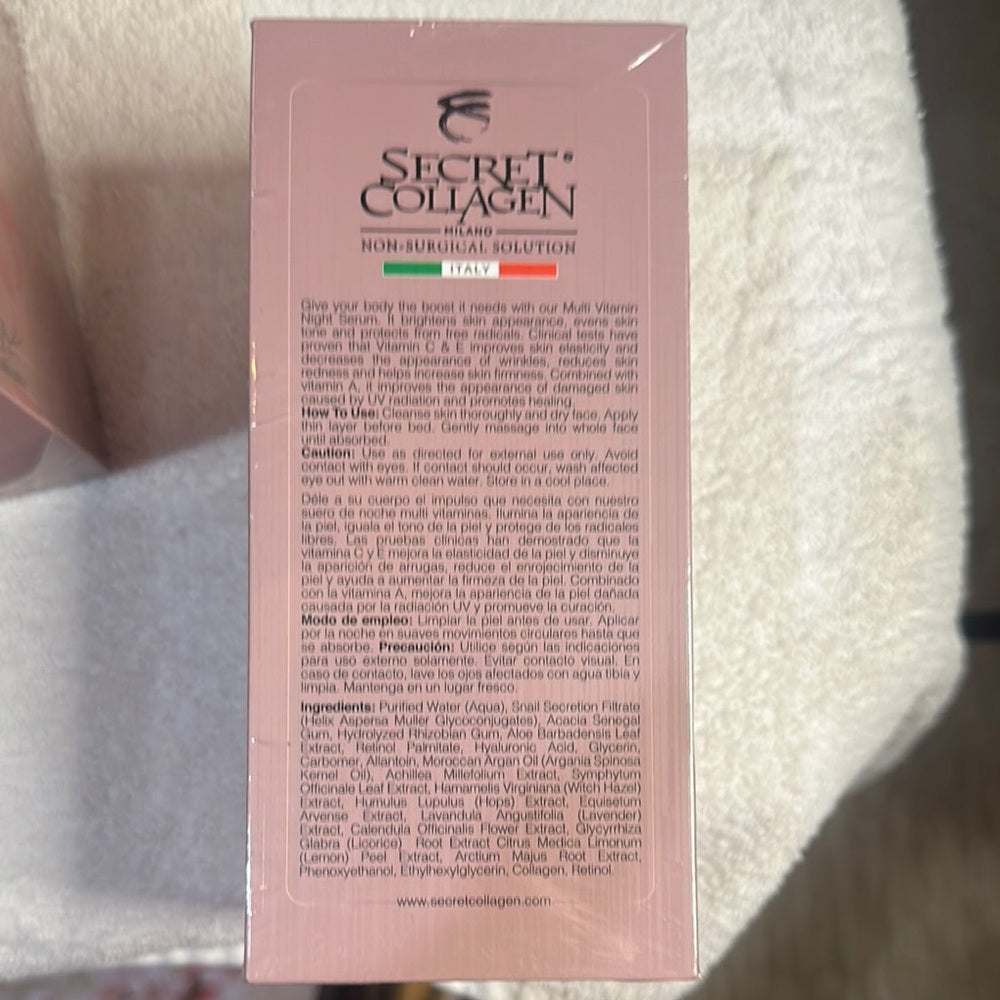 SECRET®
COLLAGEN
MILANO
NON-SURGICAL SOLUTION
ITALY
Give your body the boost it needs with our Multi Vitamin
Night Serum. It brightens skin appearance, evens skin
tone and protects from free radicals. Clinical tests have
proven that Vitamin C & E improves skin elasticity and
decreases the appearance of wrinkles, reduces skin
redness and helps increase skin firmness. Combined with
vitamin A, it improves the appearance of damaged skin
caused by UV radiation and promotes healing.
How To Use: Cleanse skin thoroughly and dry face. Apply
thin layer before bed. Gently massage into whole face
until absorbed.
Caution: Use as directed for external use only. Avoid
contact with eyes. If contact should occur, wash affected
eye out with warm clean water. Store in a cool place.
Déle a su cuerpo el impulso que necesita con nuestro
suero de noche multi vitaminas. Ilumina la apariencia de
la piel, iguala el tono de la piel y protege de los radicales
libres. Las pruebas clínicas han demostrado que la
vitamina C y E mejora la elasticidad de la piel y disminuye
la aparición de arrugas, reduce el enrojecimiento de la
piel y ayuda a aumentar la firmeza de la piel. Combinado
con la vitamina A, mejora la apariencia de la piel dañada
causada por la radiación UV y promueve la curación.
Modo de empleo: Limpiar la piel antes de usar. Aplicar
por la noche en suaves movimientos circulares hasta que
se absorbe. Precaución: Utilice según las indicaciones
para uso externo solamente. Evitar contacto visual. En
caso de contacto, lave los ojos afectados con agua tibia y
limpia. Mantenga en un lugar fresco.
Ingredients: Purified Water (Aqua), Snail Secretion Filtrate
(Helix Aspersa Muller Glycoconjugates), Acacia Senegal
Gum, Hydrolyzed Rhizobian Gum, Aloe Barbadensis Leaf
Extract, Retinol Palmitate, Hyaluronic Acid, Glycerin,
Carbomer, Allantoin, Moroccan Argan Oil (Argania Spinosa
Kernel Oil), Achillea Millefolium Extract, Symphytum
Officinale Leaf Extract, Hamamelis Virginiana (Witch Hazel)
Extract, Humulus Lupulus (Hops) Extract, Equisetum
Arvense Extract, Lavandula Angustifolia (Lavender)
Extract, Calendula Officinalis Flower Extract, Glycyrrhiza
Glabra (Licorice) Root Extract Citrus Medica Limonum
(Lemon) Peel Extract, Arctium Majus Root Extract,
Phenoxyethanol, Ethylhexylglycerin, Collagen, Retinol.
www.secretcollagen.com